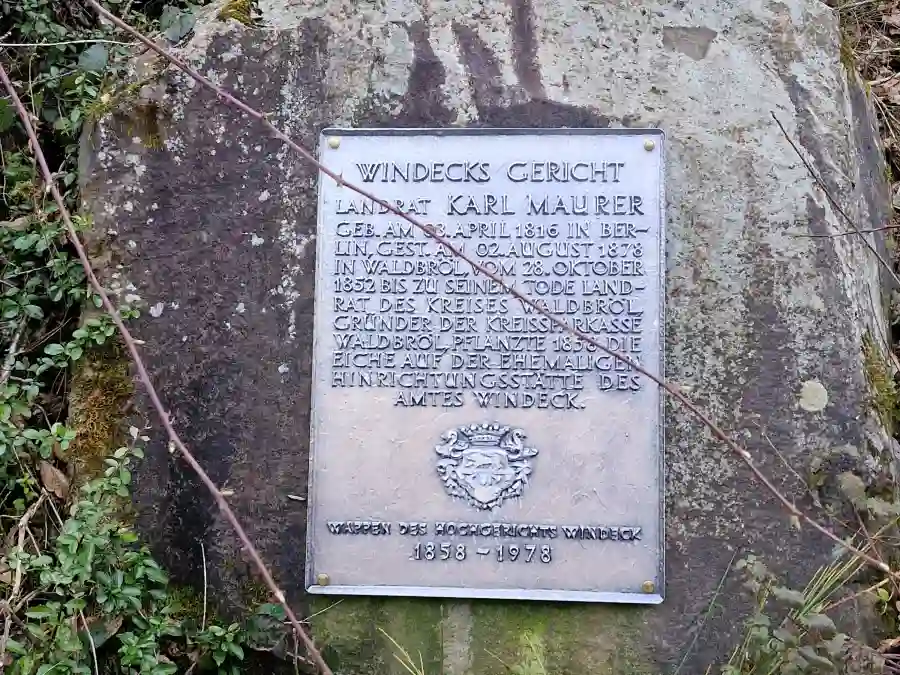 WINDECKS GERICHT
LANDRAT KARL MAURER
GEB. AM 03. APRIL 1816 IN BER-
LIN. GEST. AM 02. AUGUST 1878
IN WALDBRÖL, VOM 28. OKTOBER
1852 BIS ZU SEINEM TODE LAND-
RAT DES KREISES WALDBRÖL.
GRÜNDER DER KREISSPARKASSE
WALDBRÖL, PFLANZTE 1858 DIE
EICHE AUF DER EHEMALIGEN
HINRICHTUNGSSTÄTTE DES
AMTES WINDECK.
WAPPEN DES HOCHGERICHTS WINDECK
1858 - 1978